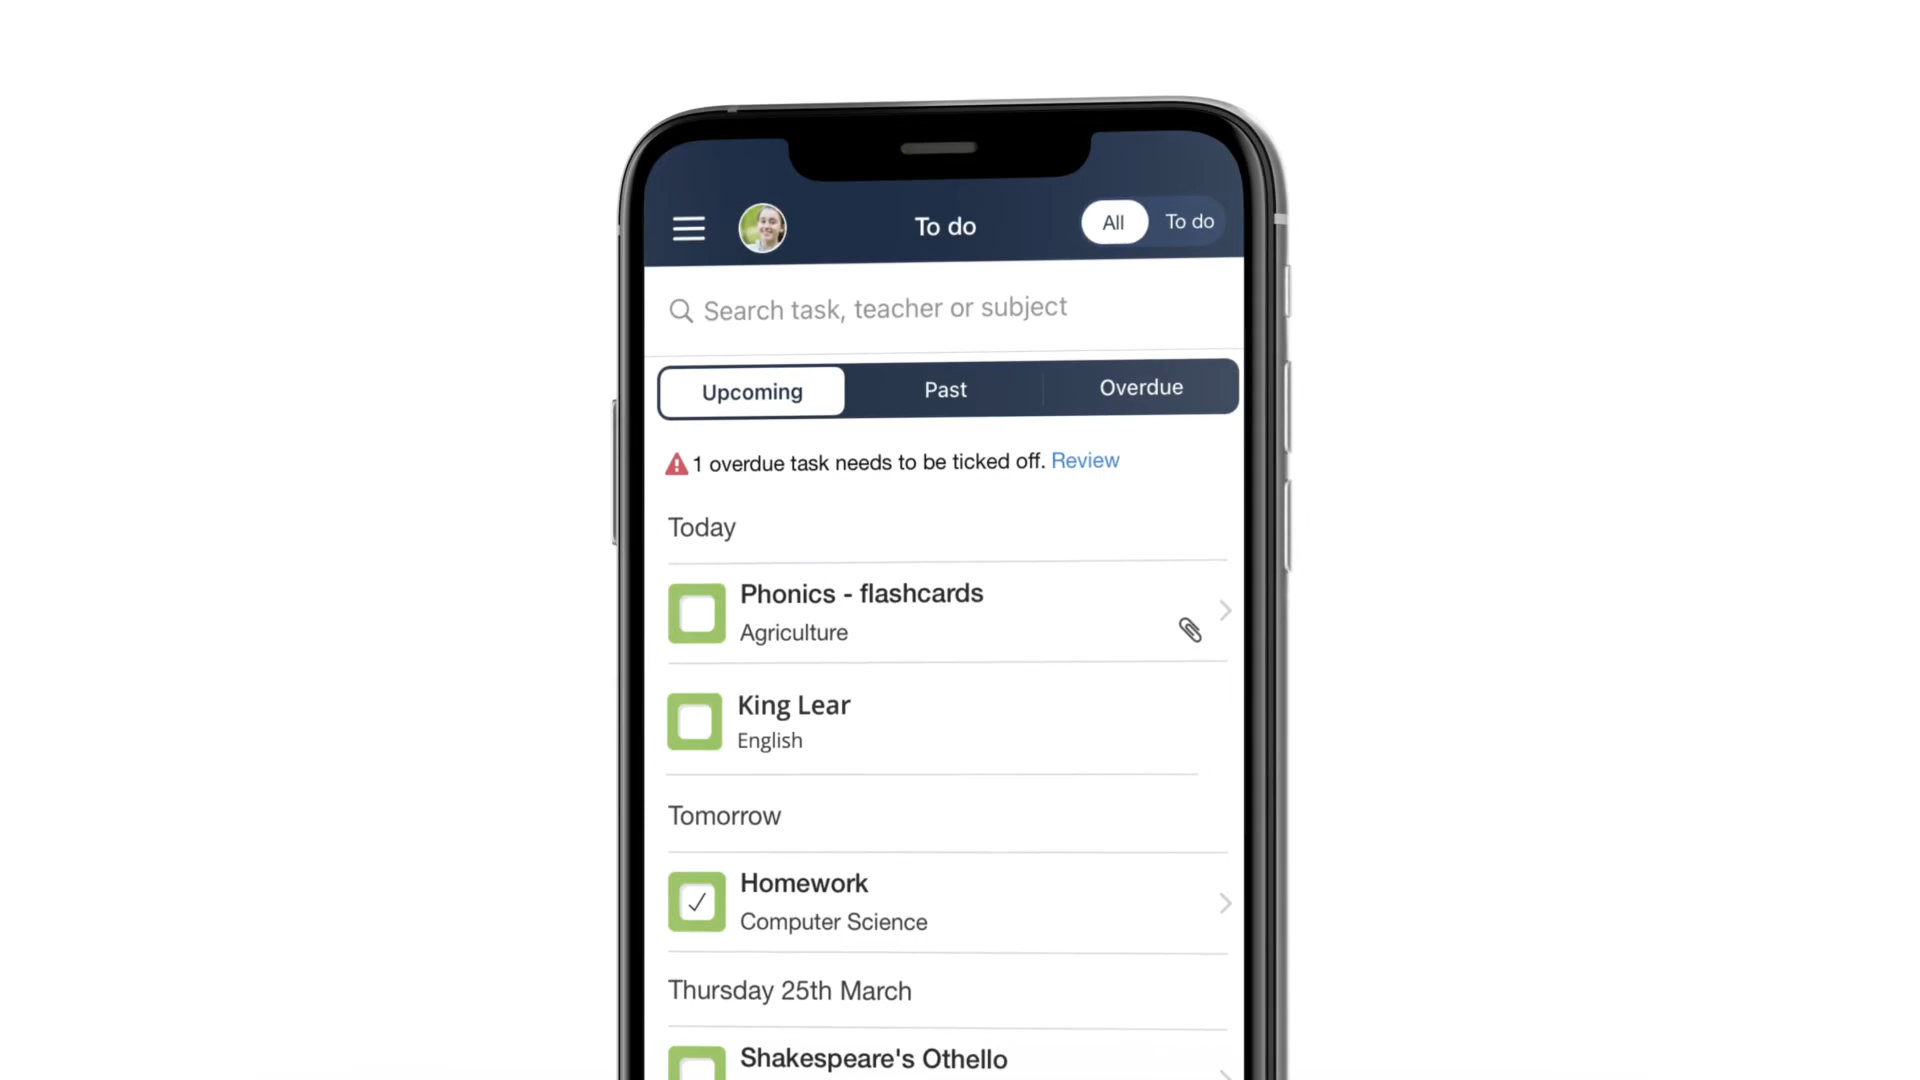 To do
All
To do
Search task, teacher or subject
Upcoming
Past
Overdue
1 overdue task needs to be ticked off. Review
Today
Phonics - flashcards
Agriculture
King Lear
English
Tomorrow
Homework
Computer Science
Thursday 25th March
Shakespeare's Othello